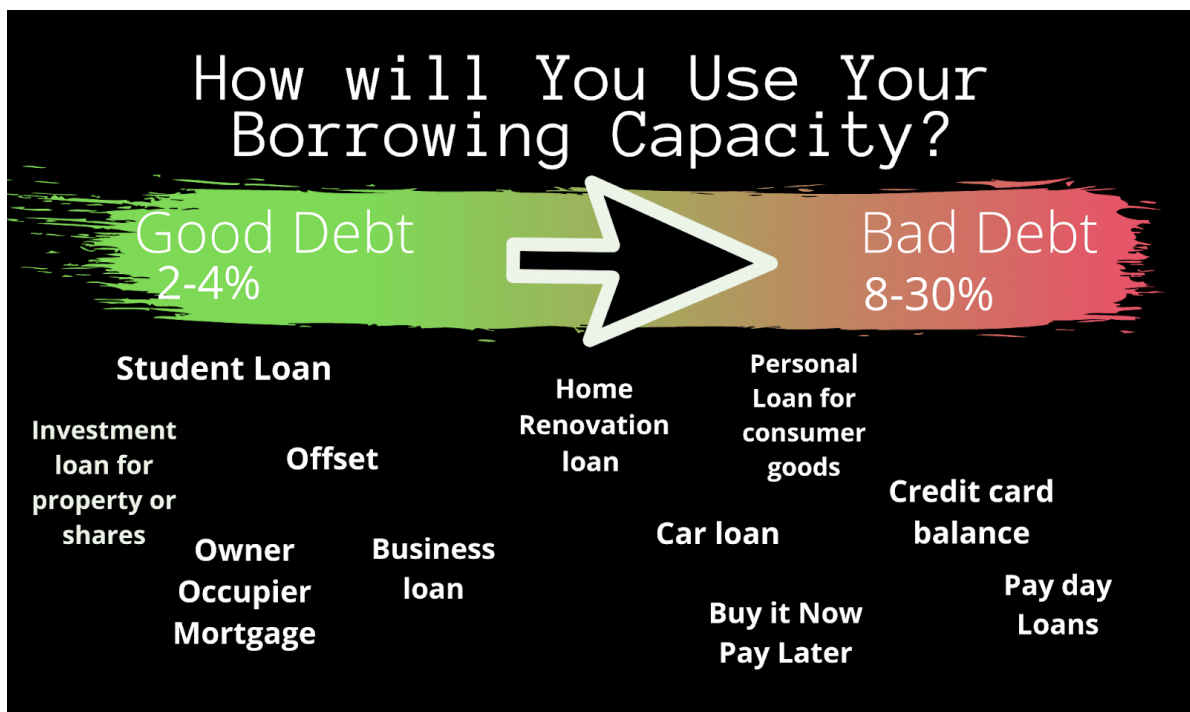 How will You Use Your
Borrowing Capacity?
Good Debt
2-4%
Bad Debt
8-30%
Student Loan
Investment
loan for
property or
shares
Offset
Owner
Occupier
Mortgage
Business
loan
Home
Renovation
loan
Personal
Loan for
consumer
goods
Car loan
Credit card
balance
Buy it Now
Pay Later
Pay day
Loans